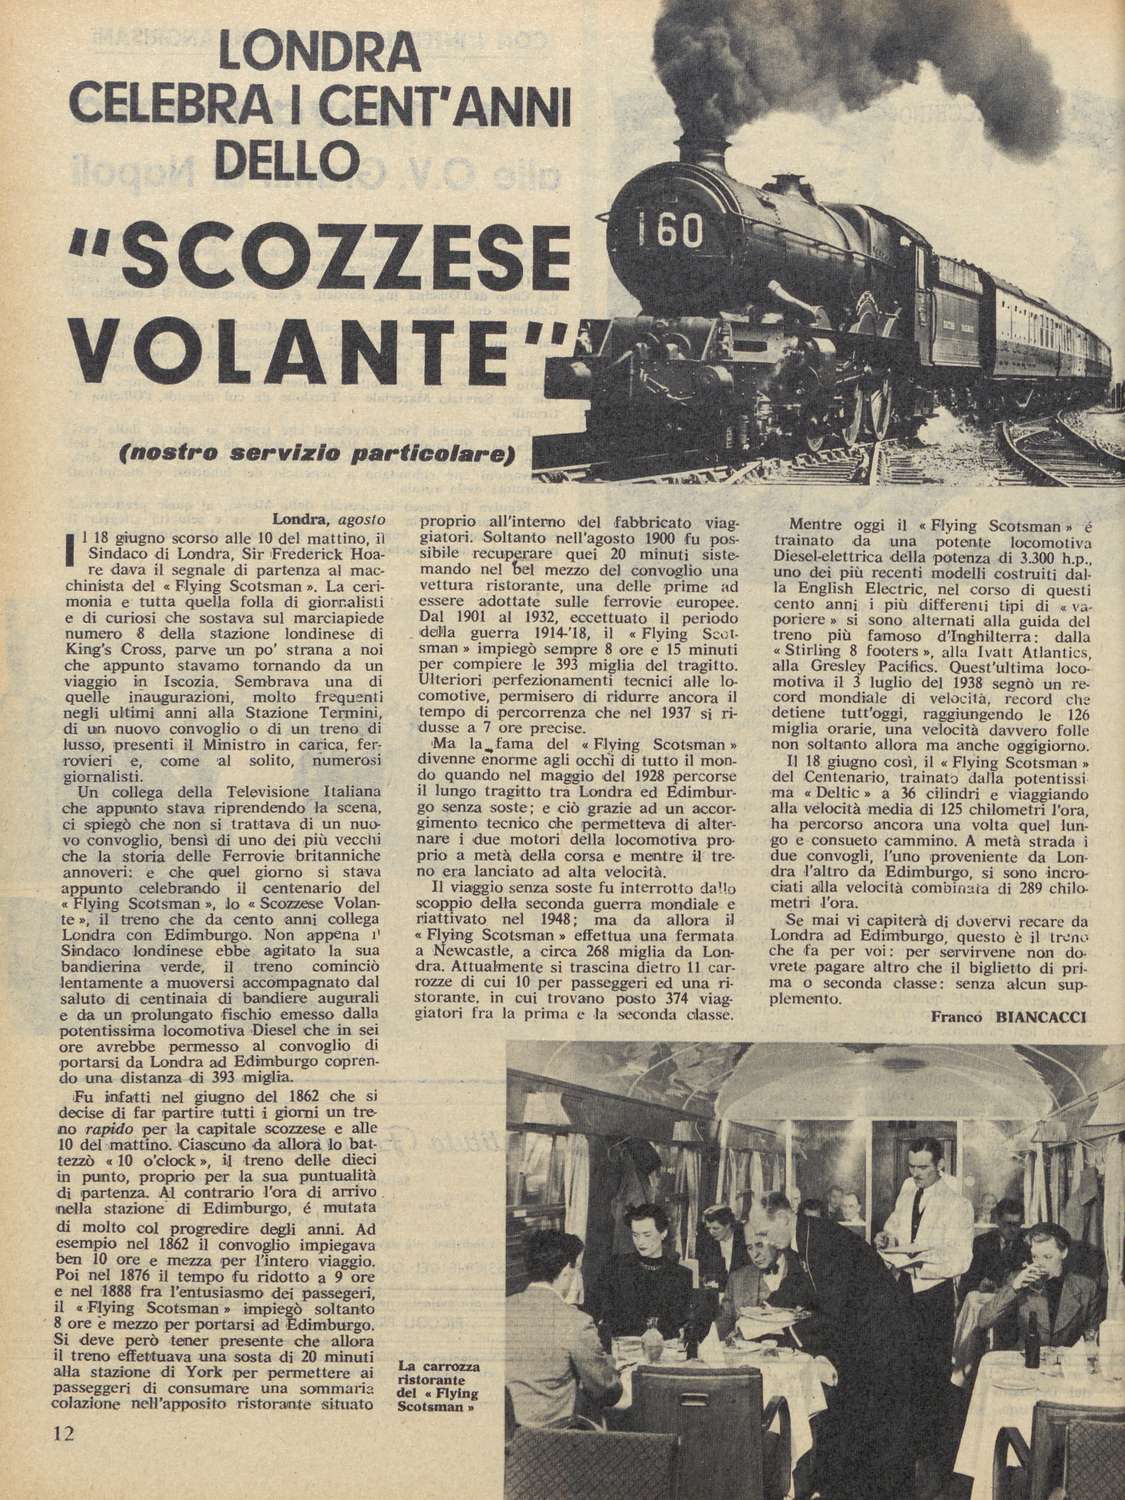 LONDRA
CELEBRA I CENT'ANNI
DELLO
"SCOZZESE
VOLANTE"
(nostro servizio particolare)
160
Londra, agosto
Il 18 giugno scorso alle 10 del mattino, il
Sindaco di Londra, Sir Frederick Hoa-
re dava il segnale di partenza al mac-
chinista del « Flying Scotsman ». La ceri-
monia e tutta quella folla di giornalisti
e di curiosi che sostava sul marciapiede
numero 8 della stazione londinese di
King's Cross, parve un po' strana a noi
che appunto stavamo tornando da un
viaggio in Iscozia. Sembrava una di
quelle inaugurazioni, molto frequenti
negli ultimi anni alla Stazione Termini,
di un nuovo convoglio o di un treno di
lusso, presenti il Ministro in carica, fer-
rovieri e, come al solito, numerosi
giornalisti.
Un collega della Televisione Italiana
che appunto stava riprendendo la scena,
ci spiegò che non si trattava di un nuo-
vo convoglio, bensì di uno dei più vecchi
che la storia delle Ferrovie britanniche
annoveri: e che quel giorno si stava
appunto celebrando il centenario del
« Flying Scotsman », lo « Scozzese Volan-
te », il treno che da cento anni collega
Londra con Edimburgo. Non appena il
Sindaco londinese ebbe agitato la sua
bandierina verde, il treno cominciò
lentamente a muoversi accompagnato dal
saluto di centinaia di bandiere augurali
e da un prolungato fischio emesso dalla
potentissima locomotiva Diesel che in sei
ore avrebbe permesso al convoglio di
portarsi da Londra ad Edimburgo copren-
do una distanza di 393 miglia.
Fu infatti nel giugno del 1862 che si
decise di far partire tutti i giorni un tre-
no rapido per la capitale scozzese e alle
10 del mattino. Ciascuno da allora lo bat-
tezzò « 10 o'clock », il treno delle dieci
in punto, proprio per la sua puntualità
di partenza. Al contrario l'ora di arrivo
nella stazione di Edimburgo, é mutata
di molto col progredire degli anni. Ad
esempio nel 1862 il convoglio impiegava
ben 10 ore e mezza per l'intero viaggio.
Poi nel 1876 il tempo fu ridotto a 9 ore
e nel 1888 fra l'entusiasmo dei passegeri,
il « Flying Scotsman » impiegò soltanto
8 ore e mezzo per portarsi ad Edimburgo.
Si deve però tener presente che allora
il treno effettuava una sosta di 20 minuti
alla stazione di York per permettere ai
passeggeri di consumare una sommaria
colazione nell'apposito ristorante situato
proprio all'interno del fabbricato viag-
giatori. Soltanto nell'agosto 1900 fu pos-
sibile recuperare quei 20 minuti siste-
mando nel bel mezzo del convoglio una
vettura ristorante, una delle prime ad
essere adottate sulle ferrovie europee.
Dal 1901 al 1932, eccettuato il periodo
della guerra 1914-'18, il « Flying Scot-
sman » impiegò sempre 8 ore e 15 minuti
per compiere le 393 miglia del tragitto.
Ulteriori perfezionamenti tecnici alle lo-
comotive, permisero di ridurre ancora il
tempo di percorrenza che nel 1937 si ri-
dusse a 7 ore precise.
Ma la fama del « Flying Scotsman »
divenne enorme agli occhi di tutto il mon-
do quando nel maggio del 1928 percorse
il lungo tragitto tra Londra ed Edimbur-
go senza soste; e ciò grazie ad un accor-
gimento tecnico che permetteva di alter-
nare i due motori della locomotiva pro-
prio a metà della corsa e mentre il tre-
no era lanciato ad alta velocità.
Il viaggio senza soste fu interrotto dallo
scoppio della seconda guerra mondiale e
riattivato nel 1948; ma da allora il
« Flying Scotsman » effettua una fermata
a Newcastle, a circa 268 miglia da Lon-
dra. Attualmente si trascina dietro 11 car-
rozze di cui 10 per passeggeri ed una ri-
storante, in cui trovano posto 374 viag-
giatori fra la prima e la seconda classe.
Mentre oggi il « Flying Scotsman » é
trainato da una potente locomotiva
Diesel-elettrica della potenza di 3.300 h.p.,
uno dei più recenti modelli costruiti dal-
la English Electric, nel corso di questi
cento anni i più differenti tipi di « va-
poriere » si sono alternati alla guida del
treno più famoso d'Inghilterra: dalla
« Stirling 8 footers », alla Ivatt Atlantics,
alla Gresley Pacifics. Quest'ultima loco-
motiva il 3 luglio del 1938 segnò un re-
cord mondiale di velocità, record che
detiene tutt'oggi, raggiungendo le 126
miglia orarie, una velocità davvero folle
non soltanto allora ma anche oggigiorno.
Il 18 giugno così, il « Flying Scotsman »
del Centenario, trainato dalla potentissi
ma « Deltic » a 36 cilindri e viaggiando
alla velocità media di 125 chilometri l'ora,
ha percorso ancora una volta quel lun-
go e consueto cammino. A metà strada i
due convogli, l'uno proveniente da Lon-
dra l'altro da Edimburgo, si sono incro-
ciati alla velocità combinata di 289 chilo-
metri l'ora.
Se mai vi capiterà di dovervi recare da
Londra ad Edimburgo, questo è il treno
che fa per voi: per servirvene non do-
vrete pagare altro che il biglietto di pri-
ma o seconda classe: senza alcun sup-
plemento.
Franco BIANCACCI
La carrozza
ristorante
del « Flying
Scotsman »
12